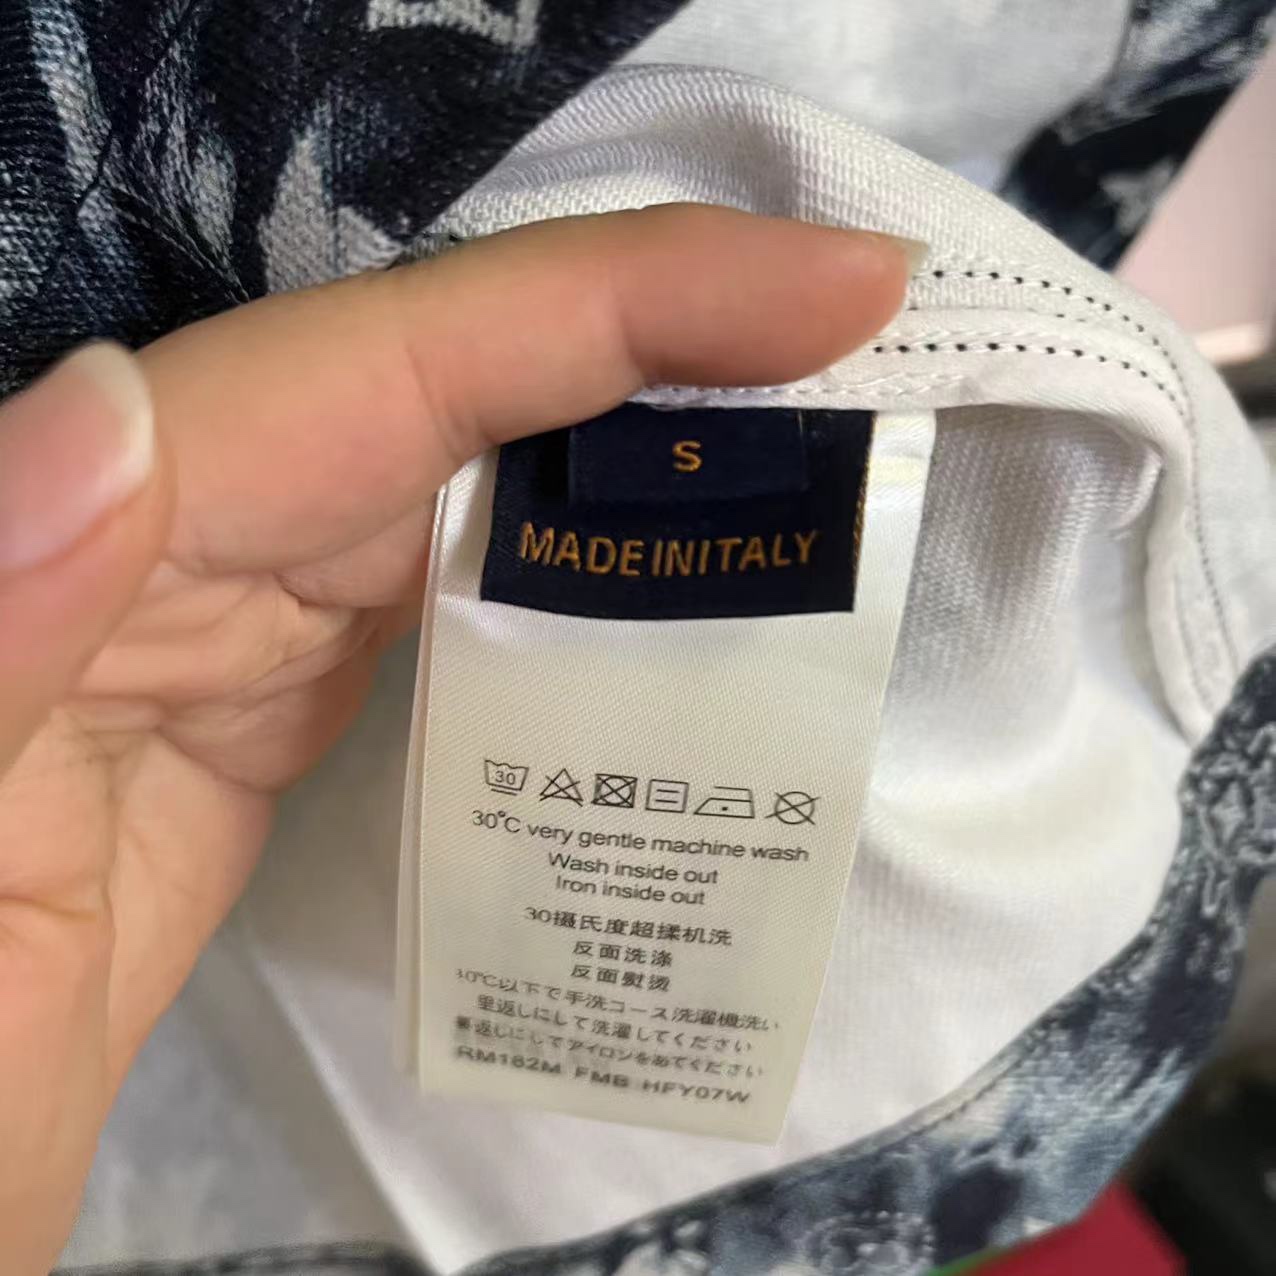 S
MADE IN ITALY
30
30°C very gentle machine wash
Wash inside out
Iron inside out
30摄氏度超揉机洗
反面洗涤
反面熨烫
30℃以下で手洗コース洗濯機洗い
裏返しにして洗濯してください
裏返しにしてアイロンをあてください
RM182M FMB HFY07W